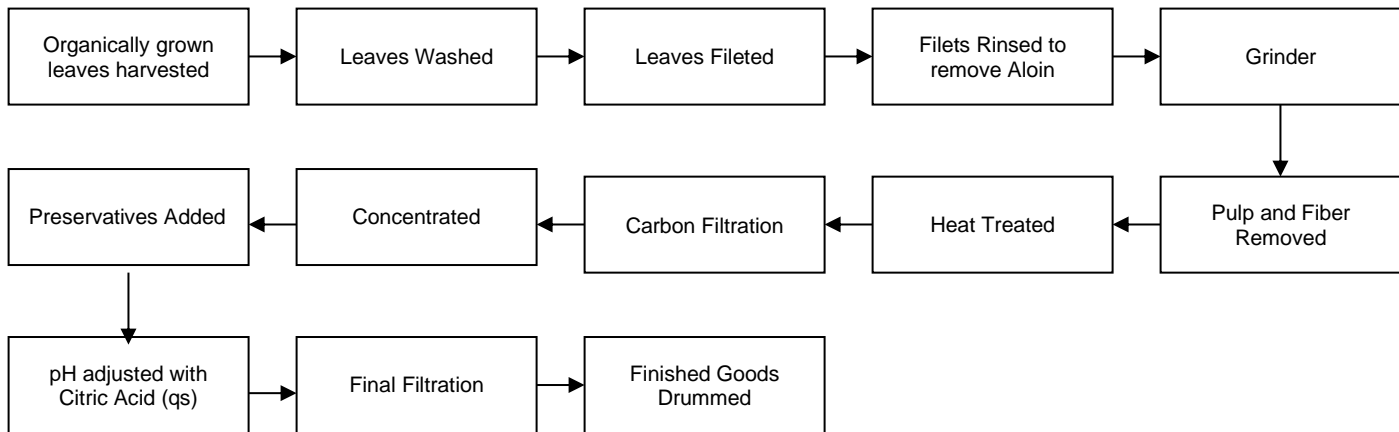 Organically grown
leaves harvested
Leaves Washed
Leaves Fileted
Filets Rinsed to
remove Aloin
Grinder
Pulp and Fiber
Removed
Heat Treated
Carbon Filtration
Concentrated
Preservatives Added
pH adjusted with
Citric Acid (qs)
Final Filtration
Finished Goods
Drummed